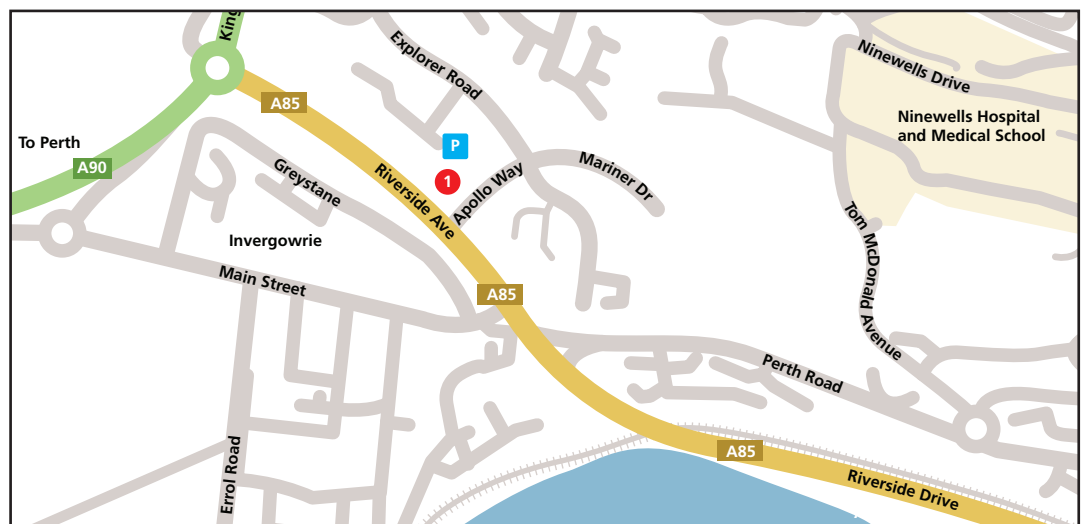 King
Explorer Road
Ninewells Drive
A85
Ninewells Hospital
and Medical School
To Perth
P
A90
Greystane
Riverside Ave
1
Apollo Way
Mariner Dr
Tom McDonald Avenue
Invergowrie
Main Street
A85
Perth Road
Errol Road
A85
Riverside Drive